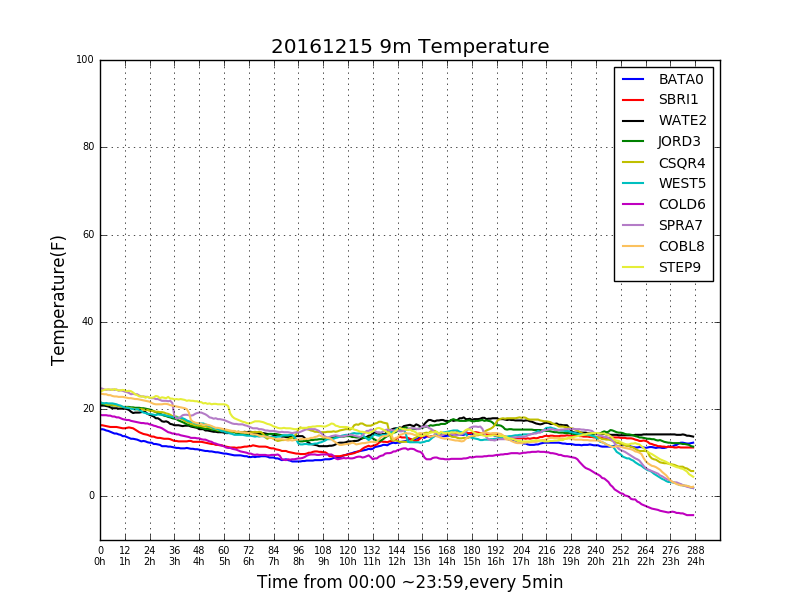 20161215 9m Temperature
100
80
60
40
20
0
Temperature(F)
BATA0
SBRI1
WATE2
JORD3
CSQR4
WEST5
COLD6
SPRA7
COBL8
STEP9
0 12 24 36 48 60 72 84 96 108 120 132 144 156 168 180 192 204 216 228 240 252 264 276 288
0h 1h 2h 3h 4h 5h 6h 7h 8h 9h 10h 11h 12h 13h 14h 15h 16h 17h 18h 19h 20h 21h 22h 23h 24h
Time from 00:00 ~23:59,every 5min